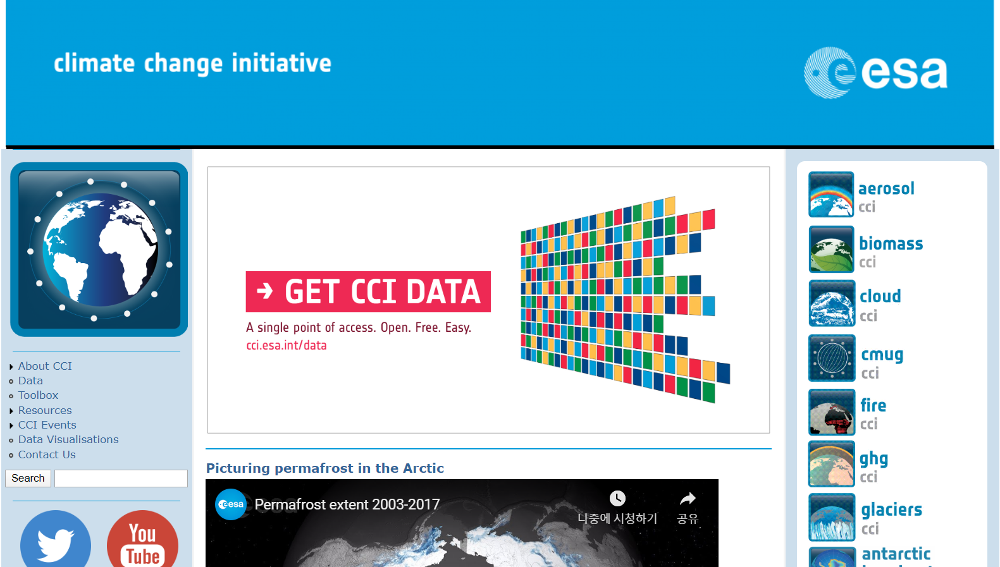 climate change initiative
esa
About CCI
Data
Toolbox
Resources
CCI Events
Data Visualisations
Contact Us
Search
You
Tube
→ GET CCI DATA
A single point of access. Open. Free. Easy.
cci.esa.int/data
Picturing permafrost in the Arctic
esa
Permafrost extent 2003-2017
나중에 시청하기
공유
aerosol
cci
biomass
cci
cloud
cci
cmug
cci
fire
cci
ghg
cci
glaciers
cci
antarctic